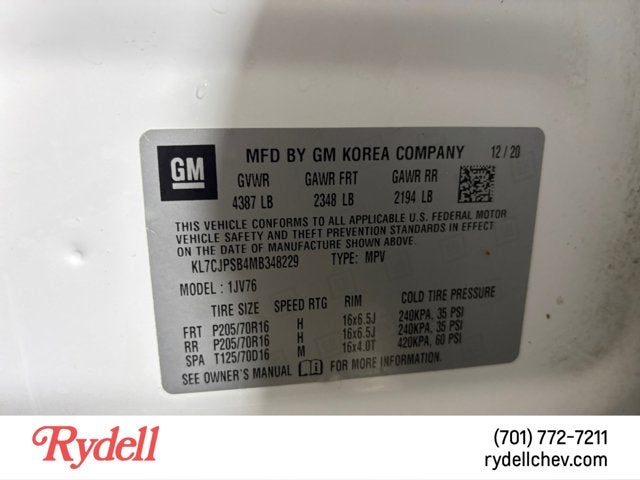 GM MFD BY GM KOREA COMPANY 12/20
GVWR GAWR FRT GAWR RR
4387 LB 2348 LB 2194 LB
THIS VEHICLE CONFORMS TO ALL APPLICABLE U.S. FEDERAL MOTOR
VEHICLE SAFETY AND THEFT PREVENTION STANDARDS IN EFFECT
ON THE DATE OF MANUFACTURE SHOWN ABOVE.
KL7CJPSB4MB348229 TYPE: MPV
MODEL : 1JV76
TIRE SIZE SPEED RTG RIM COLD TIRE PRESSURE
FRT P205/70R16 H 16x6.5J 240KPA, 35 PSI
RR P205/70R16 H 16x6.5J 240KPA, 35 PSI
SPA T125/70D16 M 16x4.0T 420KPA, 60 PSI
SEE OWNER'S MANUAL FOR MORE INFORMATION.
Rydell
(701) 772-7211
rydellchev.com